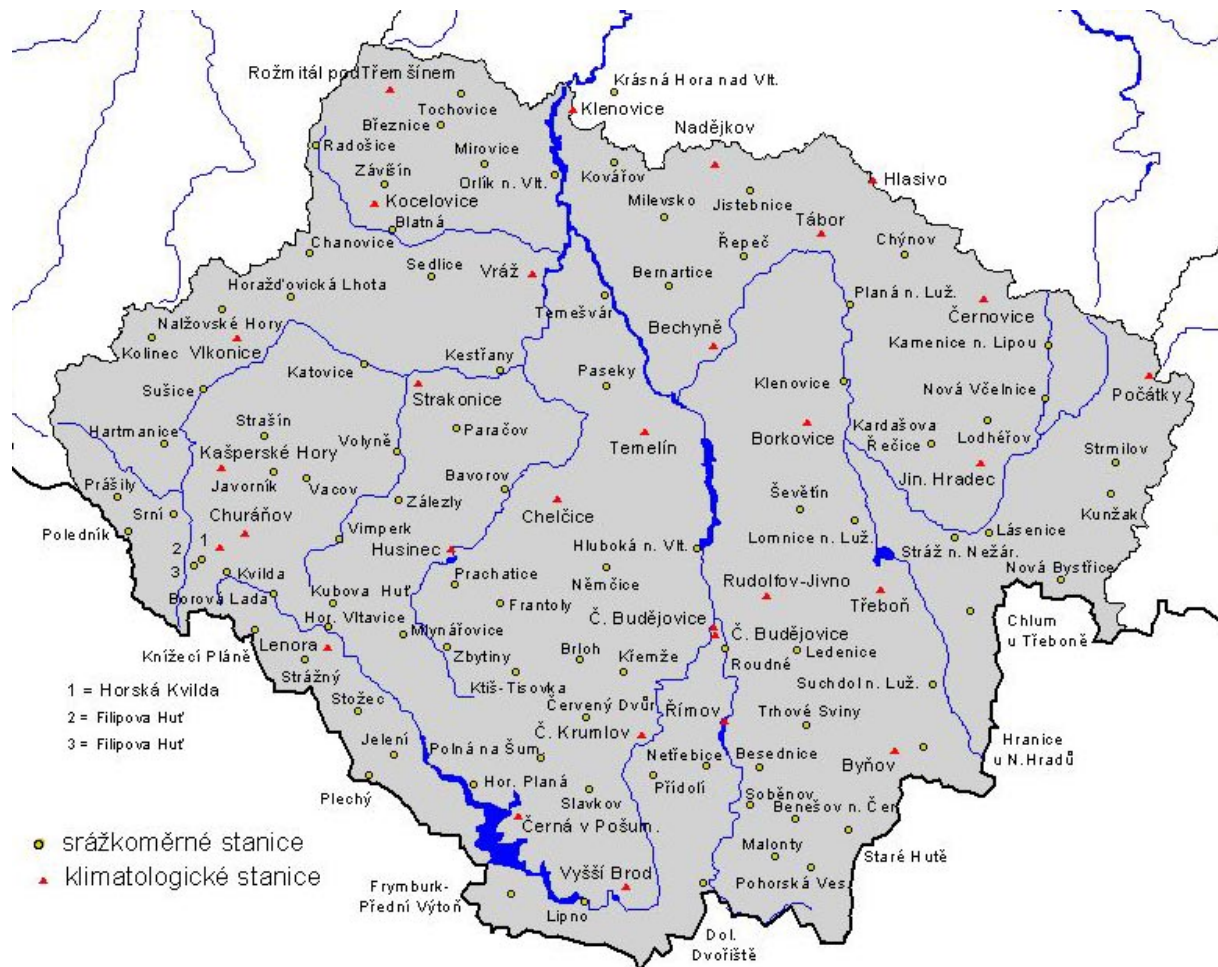 Rožmitál pod Třemšínem
Krásná Hora nad Vlt.
Tochovice
Klenovice
Březnice
Nadějkov
Radošice
Mirovice
Závišín
Orlík n. Vlt.
Kovářov
Hlasivo
Kocelovice
Milevsko
Jistebnice
Blatná
Tábor
Chanovice
Řepeč
Chýnov
Sedlice
Vráž
Bernartice
Horažďovická Lhota
Planá n. Luž.
Temešvár
Černovice
Nalžovské Hory
Bechyně
Kolinec
Vlkonice
Kamenice n. Lipou
Kestřany
Katovice
Paseky
Klenovice
Sušice
Nová Včelnice
Počátky
Strakonice
Strašín
Paračov
Kardašova
Řečice
Hartmanice
Volyně
Temelín
Borkovice
Lodhéřov
Strmilov
Kašperské Hory
Bavorov
Jin. Hradec
Prášily
Javorník
Vacov
Ševětín
Srní
Zálezly
Kunžak
Churáňov
Chelčice
Poledník
Vimperk
Lomnice n. Luž.
Lásenice
2
1
Husinec
Hluboká n. Vlt.
Stráž n. Nežár.
3
Kvilda
Prachatice
Němčice
Rudolfov-Jivno
Nová Bystřice
Borová Lada
Kubova Huť
Frantoly
Třeboň
Hor. Vltavice
Č. Budějovice
Chlum
u Třeboně
Mlynářovice
Č. Budějovice
Knížecí Pláně
Lenora
Zbytiny
Brloh
Křemže
Roudné
Ledenice
Strážný
1 = Horská Kvilda
Ktiš-Tisovka
Suchdol n. Luž.
Stožec
Červený Dvůr
Římov
Trhové Sviny
2 = Filipova Huť
Č. Krumlov
Hranice
u N.Hradů
3 = Filipova Huť
Jelení
Polná na Šum
Netřebice
Besednice
Byňov
Plechý
Hor. Planá
Přídolí
Slavkov
Soběnov
Benešov n. Čer
Černá v Pošum.
srážkoměrné stanice
Malonty
Staré Hutě
klimatologické stanice
Vyšší Brod
Pohorská Ves.
Frymburk-
Přední Výtoň
Lipno
Dol.
Dvořiště